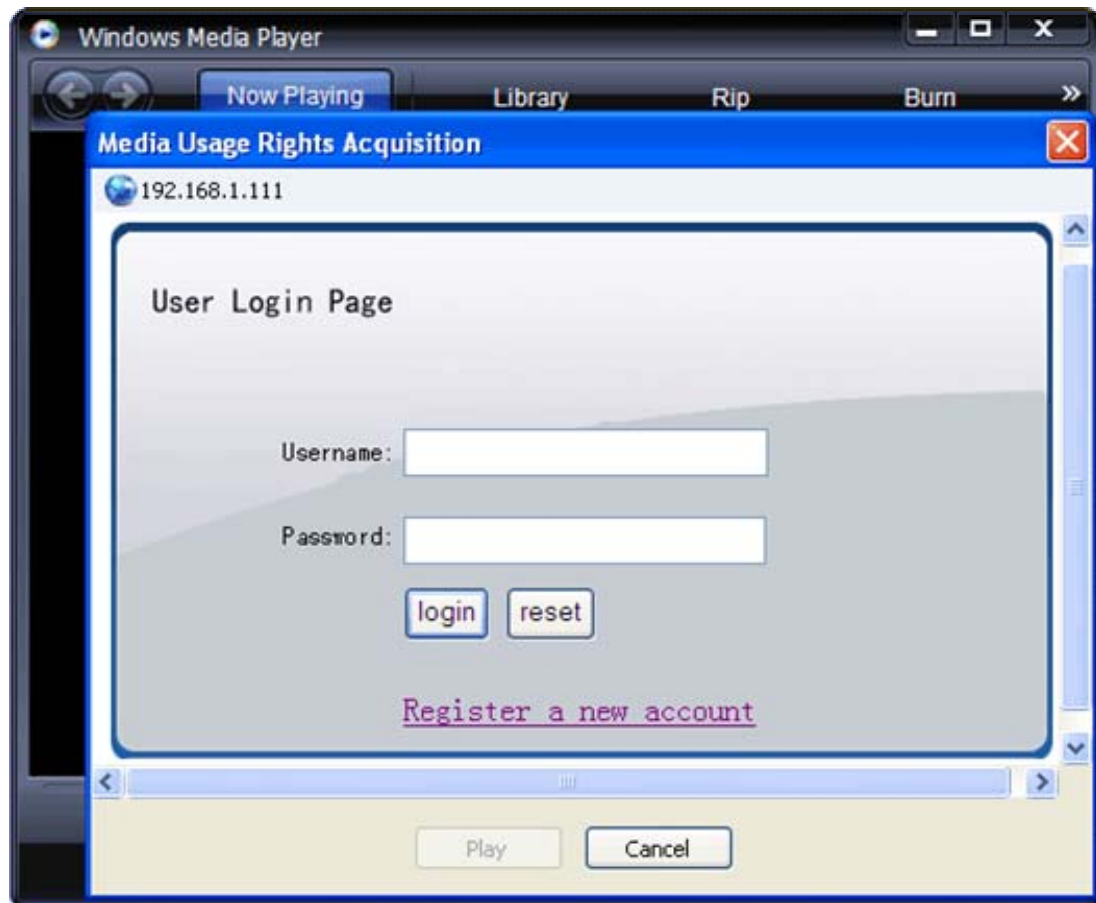 Windows Media Player
Now Playing Library Rip Burn »
Media Usage Rights Acquisition
192.168.1.111
User Login Page
Username:
Password:
login reset
Register a new account
Play Cancel